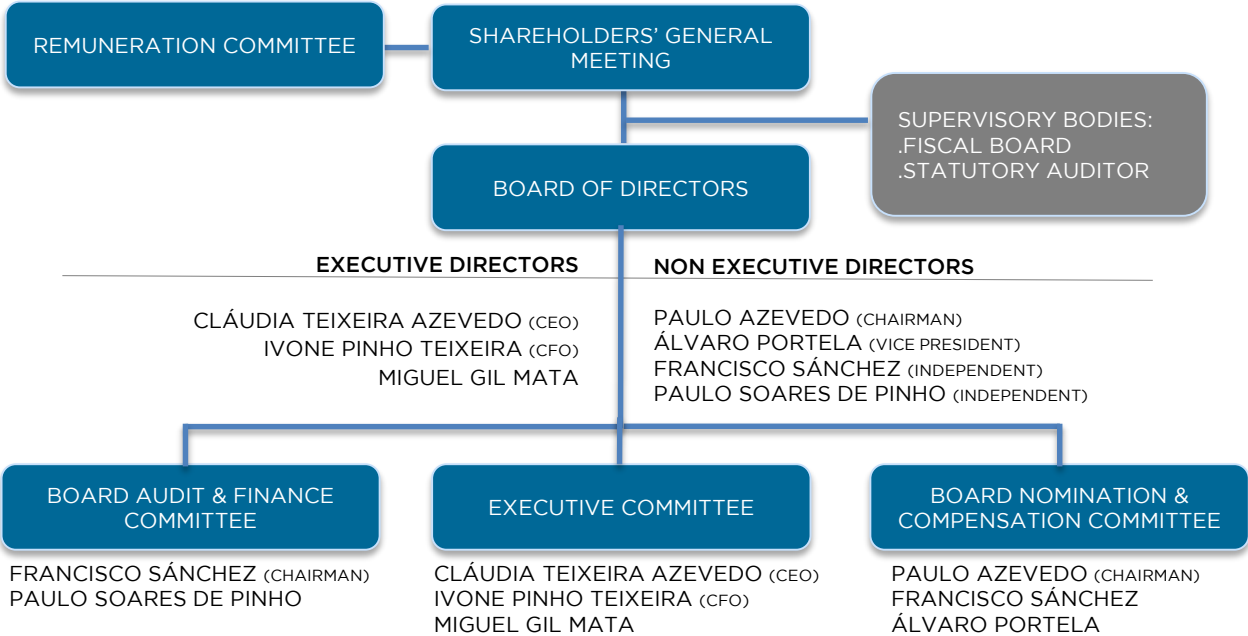 REMUNERATION COMMITTEE
SHAREHOLDERS’ GENERAL
MEETING
SUPERVISORY BODIES:
.FISCAL BOARD
.STATUTORY AUDITOR
BOARD OF DIRECTORS
EXECUTIVE DIRECTORS
CLÁUDIA TEIXEIRA AZEVEDO (CEO)
IVONE PINHO TEIXEIRA (CFO)
MIGUEL GIL MATA
NON EXECUTIVE DIRECTORS
PAULO AZEVEDO (CHAIRMAN)
ÁLVARO PORTELA (VICE PRESIDENT)
FRANCISCO SÁNCHEZ (INDEPENDENT)
PAULO SOARES DE PINHO (INDEPENDENT)
BOARD AUDIT & FINANCE
COMMITTEE
FRANCISCO SÁNCHEZ (CHAIRMAN)
PAULO SOARES DE PINHO
EXECUTIVE COMMITTEE
CLÁUDIA TEIXEIRA AZEVEDO (CEO)
IVONE PINHO TEIXEIRA (CFO)
MIGUEL GIL MATA
BOARD NOMINATION &
COMPENSATION COMMITTEE
PAULO AZEVEDO (CHAIRMAN)
FRANCISCO SÁNCHEZ
ÁLVARO PORTELA